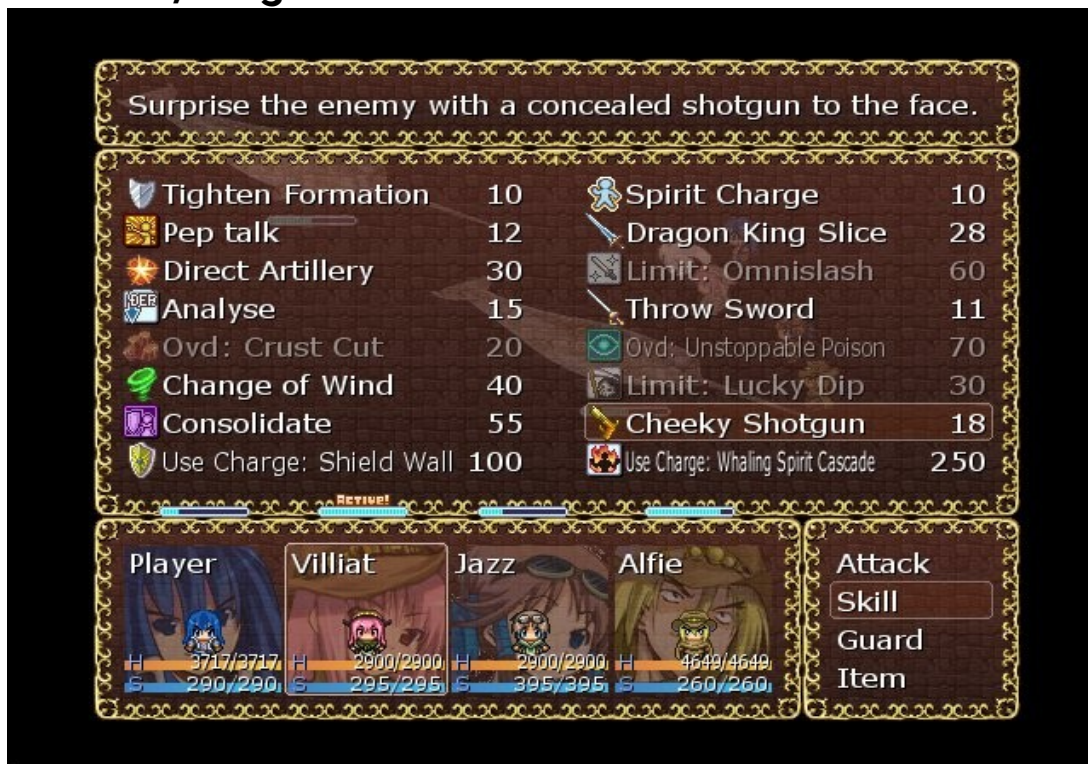 Surprise the enemy with a concealed shotgun to the face.
Tighten Formation 10 Spirit Charge 10
Pep talk 12 Dragon King Slice 28
Direct Artillery 30 Limit: Omnislash 60
Analyse 15 Throw Sword 11
Ovd: Crust Cut 20 Ovd: Unstoppable Poison 70
Change of Wind 40 Limit: Lucky Dip 30
Consolidate 55 Cheeky Shotgun 18
Use Charge: Shield Wall 100 Use Charge: Whaling Spirit Cascade 250
ACTIVE!
Player Villiat Jazz Alfie
H 3717/3717 H 2900/2900 H 2900/2900 H 4649/4649
S 290/290 S 295/295 S 395/395 S 260/260
Attack
Skill
Guard
Item